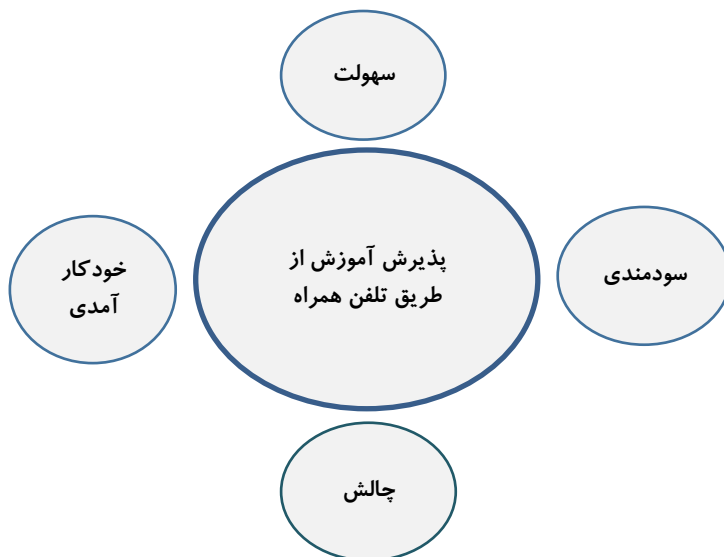 سهولت
پذیرش آموزش از
طریق تلفن همراه
سودمندی
خودکار
آمدی
چالش